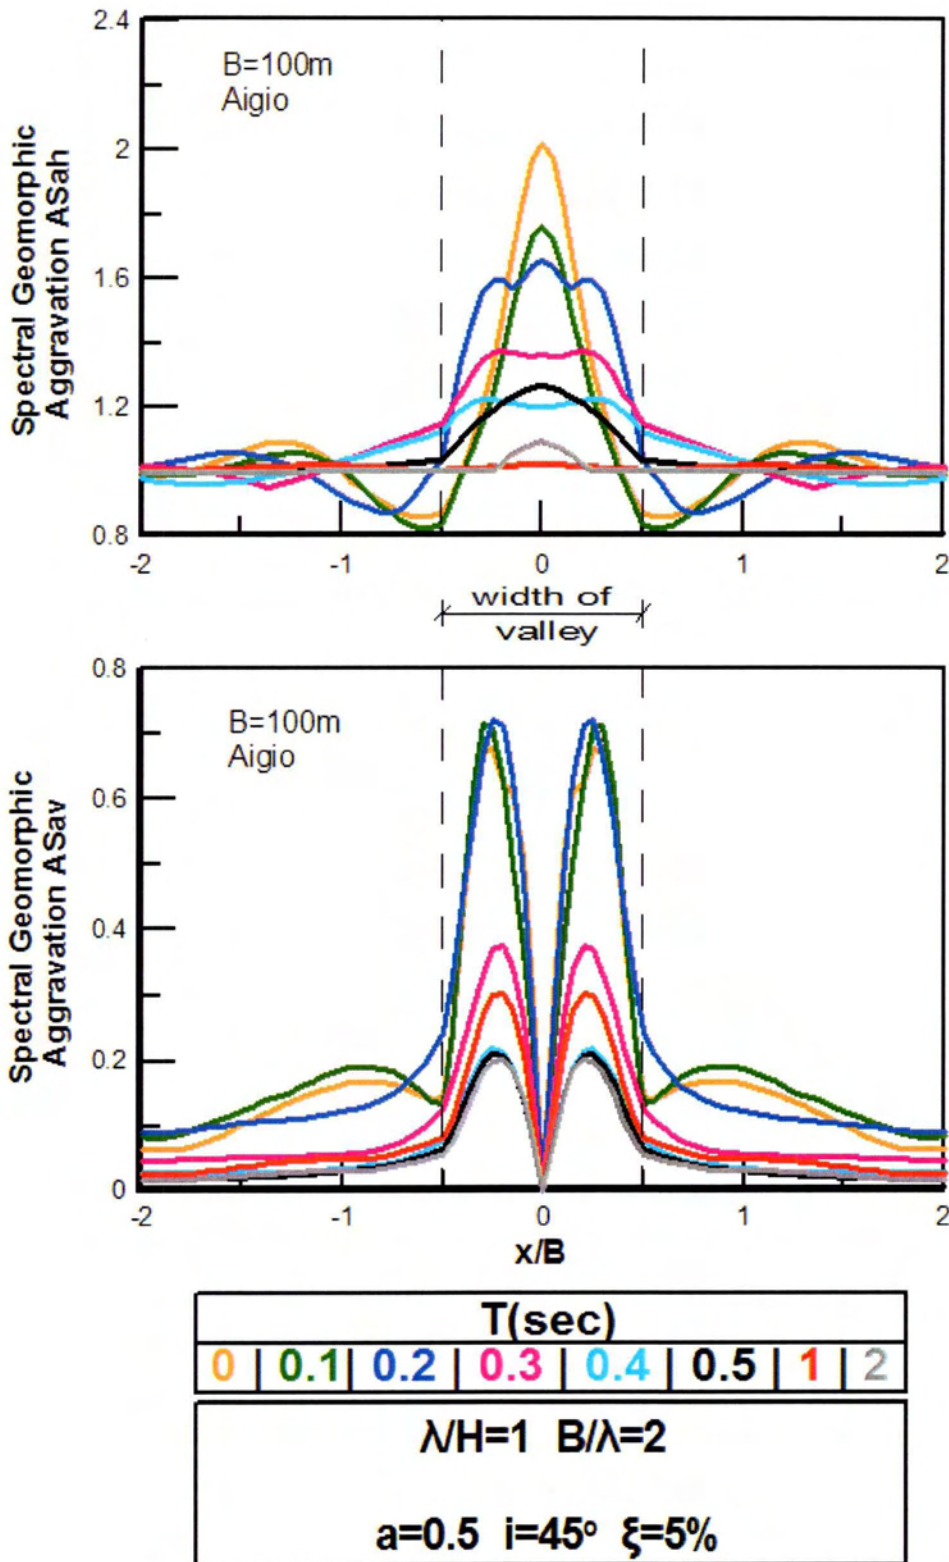 Spectral Geomorphic
Aggravation ASah
2.4
2
1.6
1.2
0.8
B=100m
Aigio
-2
-1
0
1
2
width of
valley
Spectral Geomorphic
Aggravation ASav
0.8
0.6
0.4
0.2
0
B=100m
Aigio
-2
-1
0
1
2
x/B
T(sec)
0 | 0.1 | 0.2 | 0.3 | 0.4 | 0.5 | 1 | 2
λ/H=1 B/λ=2
a=0.5 i=45° ξ=5%